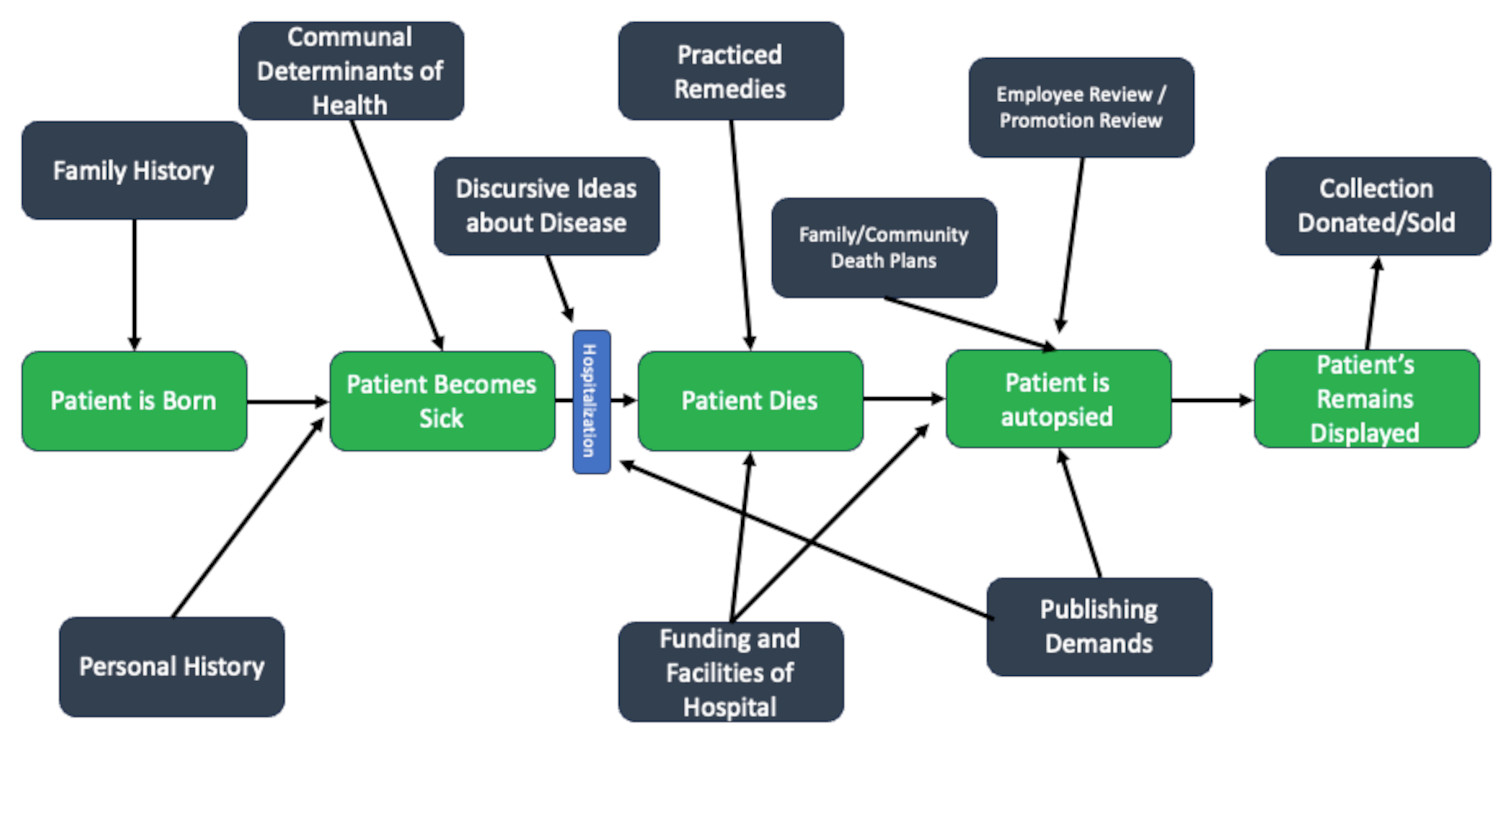 Communal
Determinants of
Health
Practiced
Remedies
Employee Review /
Promotion Review
Family History
Discursive Ideas
about Disease
Collection
Donated/Sold
Family/Community
Death Plans
Patient is Born
Patient Becomes
Sick
Hospitalization
Patient Dies
Patient is
autopsied
Patient's
Remains
Displayed
Personal History
Funding and
Facilities of
Hospital
Publishing
Demands